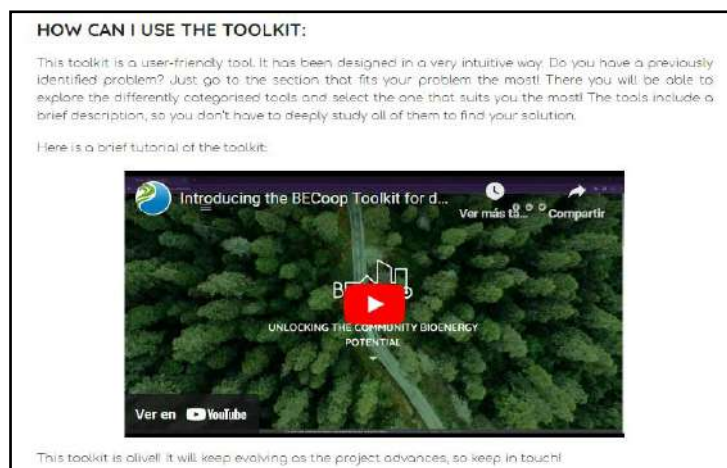 HOW CAN I USE THE TOOLKIT:
This toolkit is a user-friendly tool. It has been designed in a very intuitive way. Do you have a previously
identified problem? Just go to the section that fits your problem the most! There you will be able to
explore the differently categorised tools and select the one that suits you the most! The tools include a
brief description, so you don't have to deeply study all of them to find your solution.
Here is a brief tutorial of the toolkit:
Introducing the BECoop Toolkit for d...
Ver más ta...
Compartir
UNLOCKING THE COMMUNITY BIOENERGY
POTENTIAL
Ver en YouTube
This toolkit is alive!! It will keep evolving as the project advances, so keep in touch!